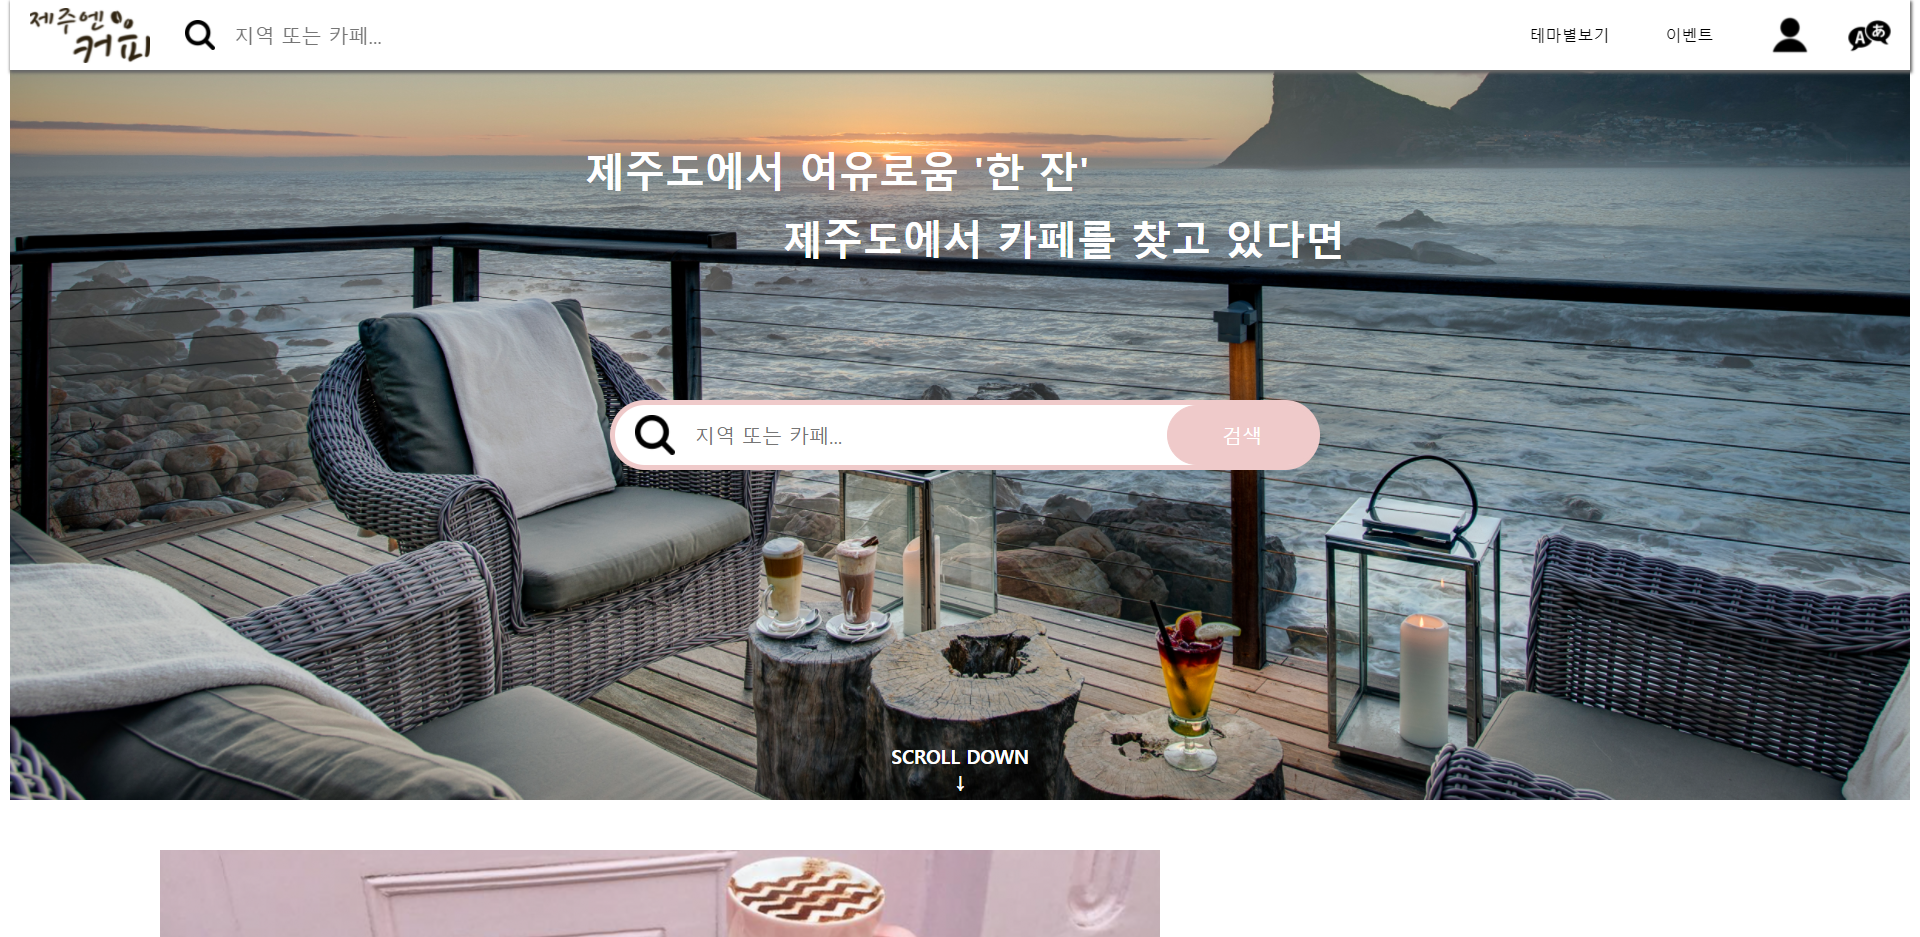 제주엔
커피
지역 또는 카페...
테마별보기
이벤트
A あ
제주도에서 여유로움 '한 잔'
제주도에서 카페를 찾고 있다면
지역 또는 카페...
검색
SCROLL DOWN
↓